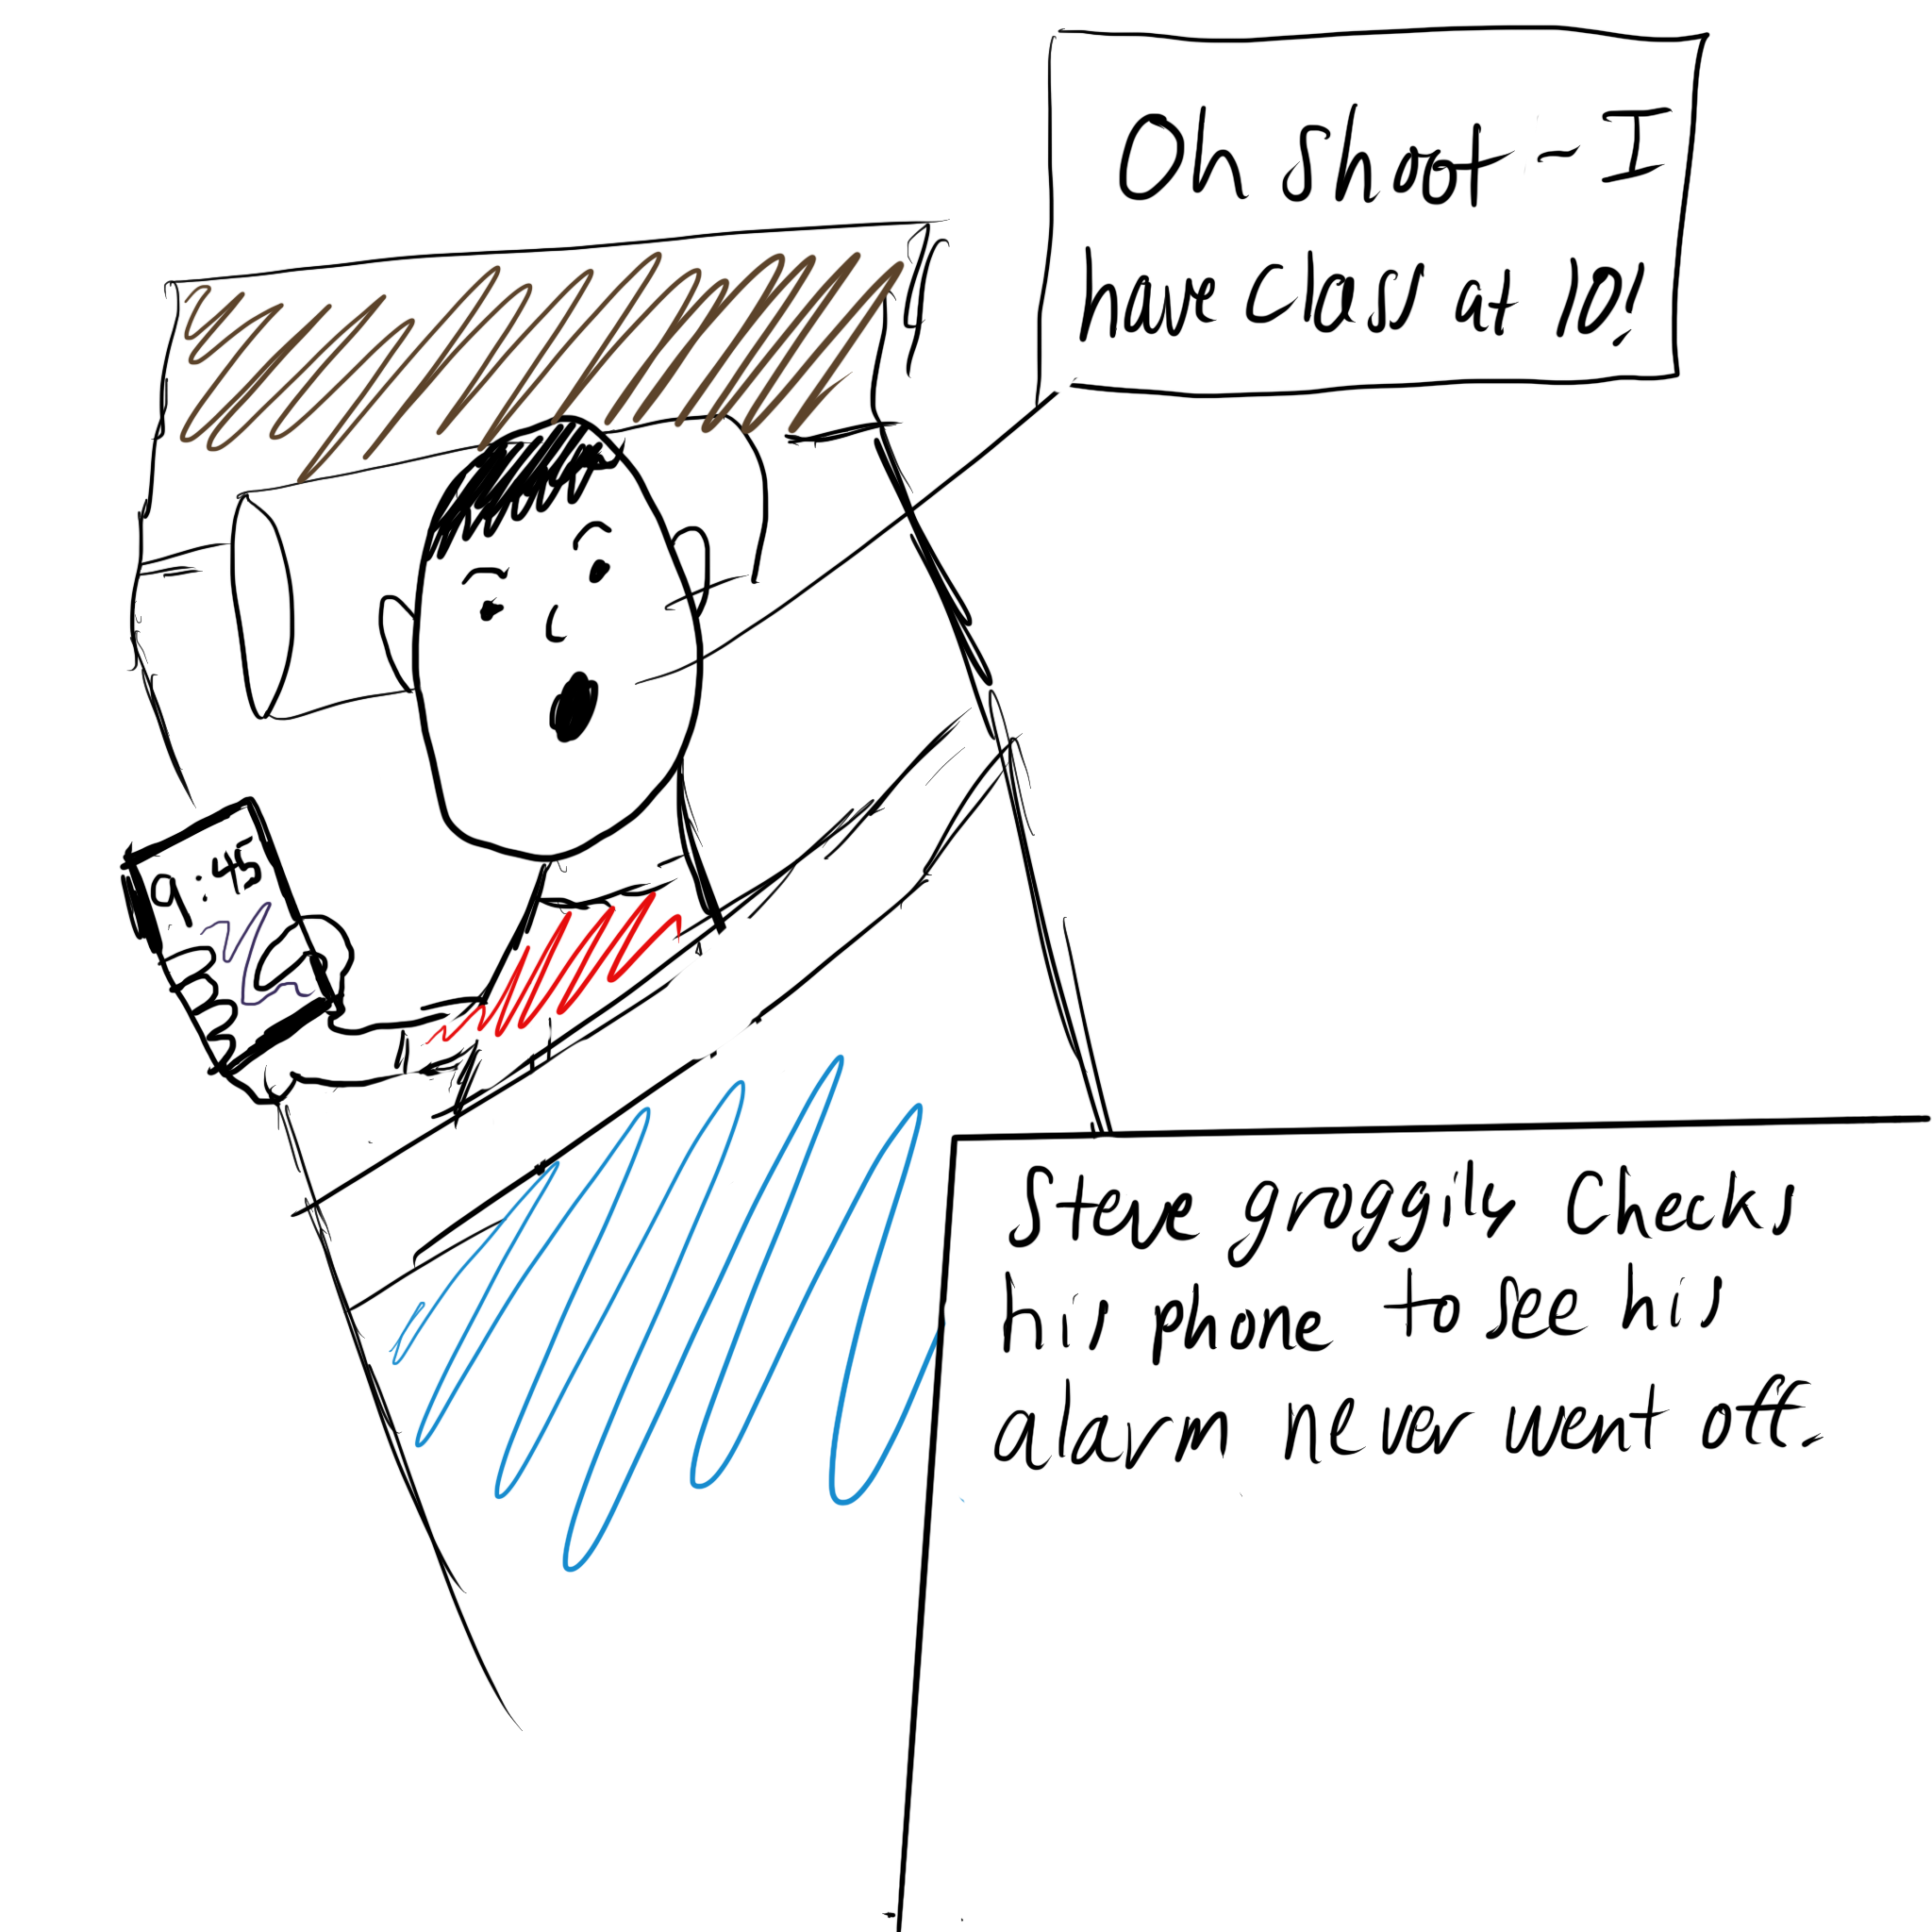 Oh shoot - I
have class at 10!
9:45
Steve groggily checks
his phone to see his
alarm never went off.